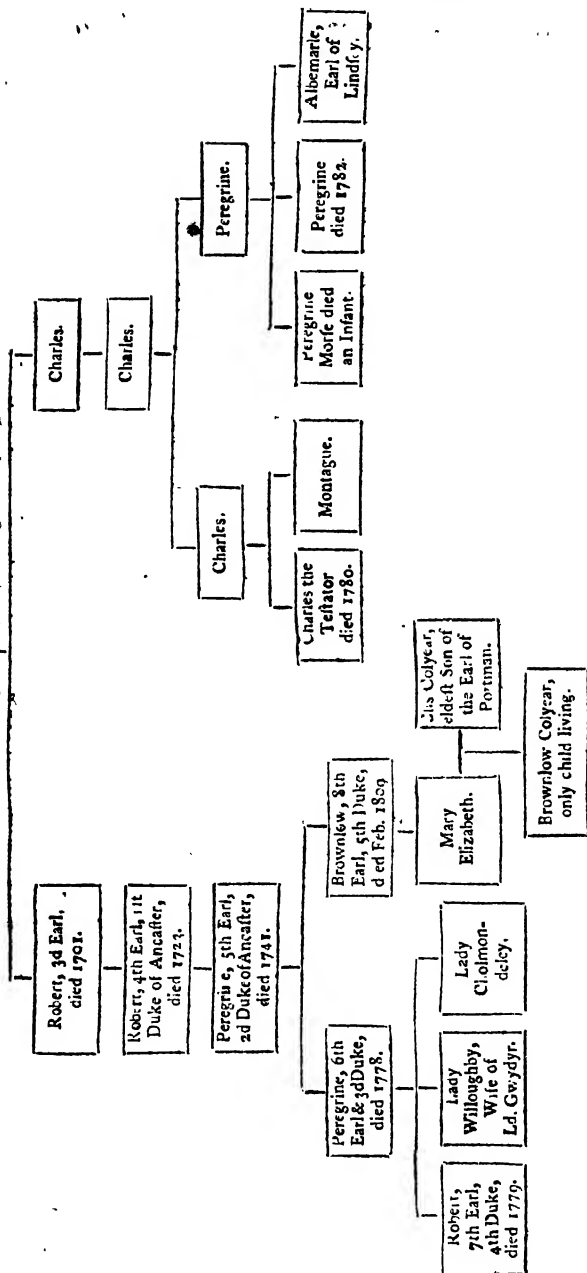 Robert, 3d Earl,
died 1701.
Charles.
Robert, 4th Earl, 1ſt
Duke of Ancaſter,
died 1723.
Charles.
Peregrine, 5th Earl,
2d Duke of Ancaſter,
died 1741.
Charles.
Peregrine.
Peregrine, 6th
Earl & 3d Duke,
died 1778.
Brownlow, 8th
Earl, 5th Duke,
died Feb. 1809
Charles the
Teſtator
died 1780.
Montague.
Peregrine
Morſe died
an Infant.
Peregrine
died 1782.
Albemarle,
Earl of
Lindſey.
Robert,
7th Earl,
4th Duke,
died 1779.
Lady
Willoughby,
Wife of
Ld. Gwydyr.
Lady
Cholmon-
deley.
Mary
Elizabeth.
Colyear,
eldeſt Son of
the Earl of
Portman.
Brownlow Colyear,
only child living.